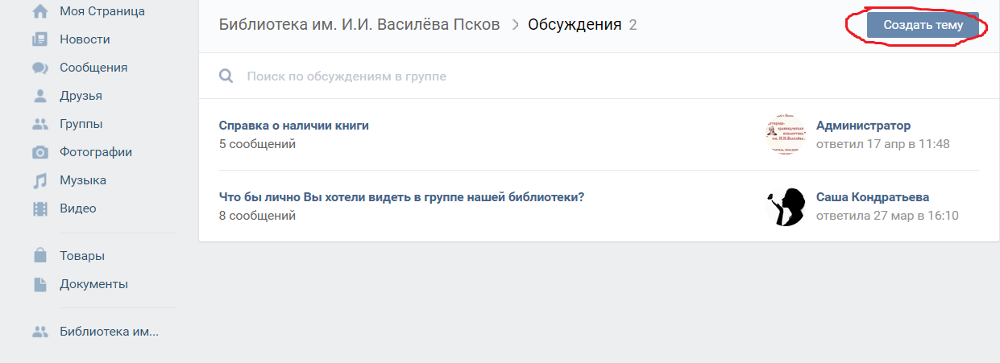 Моя Страница
Новости
Сообщения
Друзья
Группы
Фотографии
Музыка
Видео
Товары
Документы
Библиотека им...
Библиотека им. И.И. Василёва Псков > Обсуждения 2
Создать тему
Поиск по обсуждениям в группе
Справка о наличии книги
5 сообщений
Администратор
ответил 17 апр в 11:48
Что бы лично Вы хотели видеть в группе нашей библиотеки?
8 сообщений
Саша Кондратьева
ответила 27 мар в 16:10